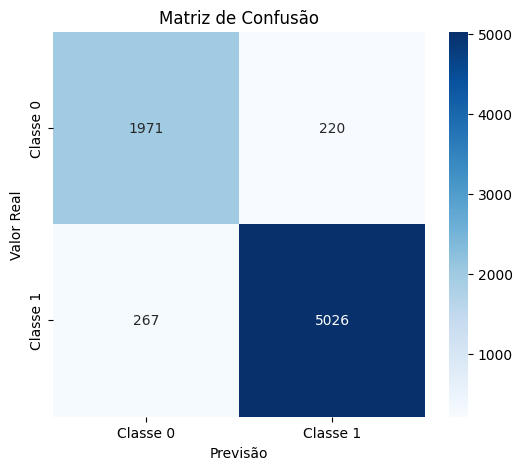 Matriz de Confusão
Valor Real
Classe 0
1971
220
Classe 1
267
5026
Classe 0
Classe 1
Previsão
5000
4000
3000
2000
1000